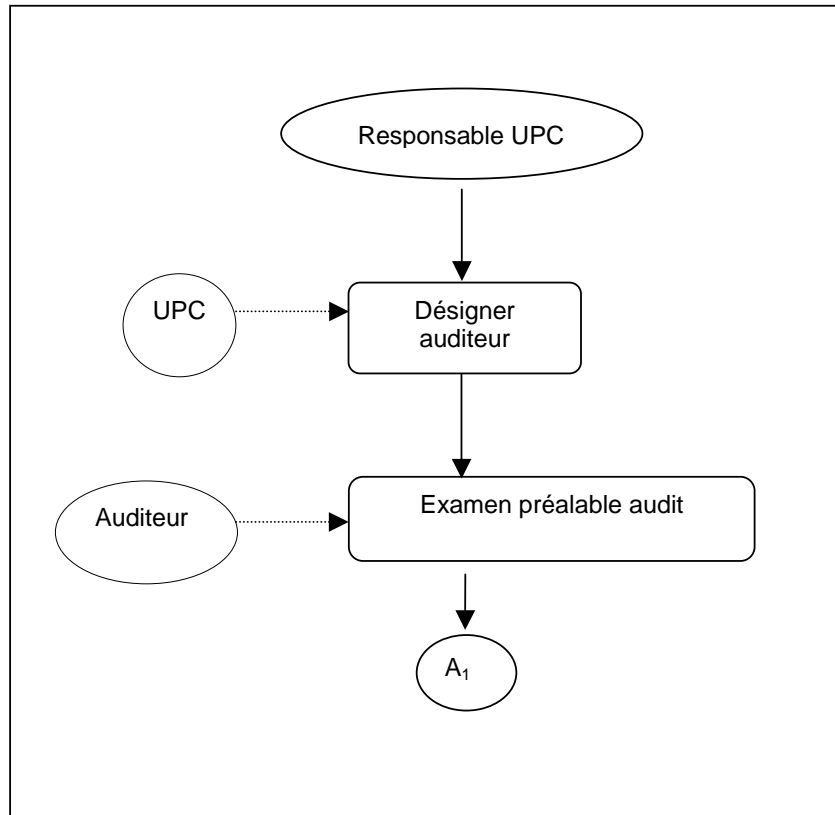 Responsable UPC
UPC
Désigner
auditeur
Auditeur
Examen préalable audit
A₁